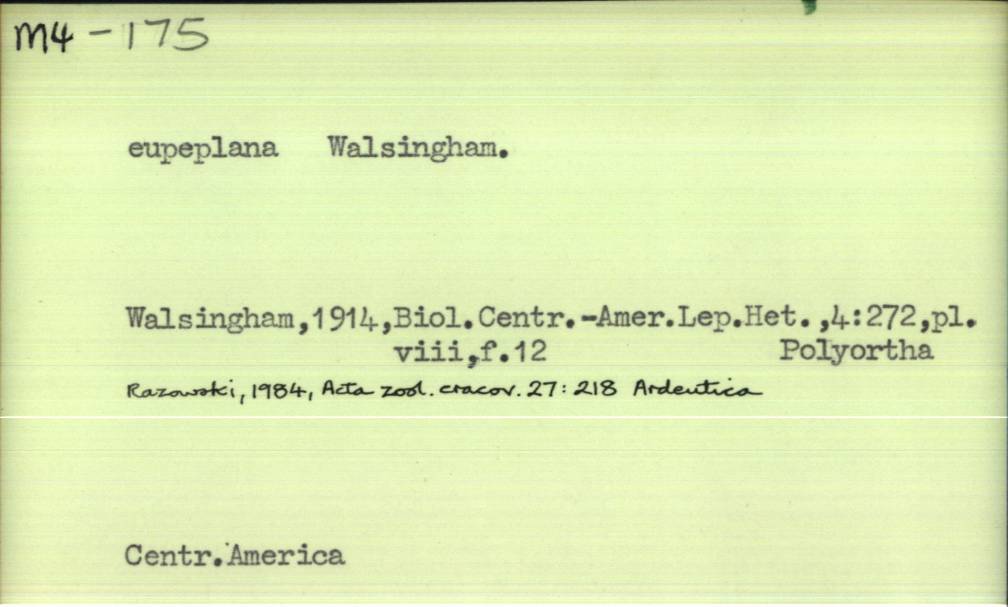 M4-175
eupeplana Walsingham.
Walsingham,1914,Biol.Centr.-Amer.Lep.Het.,4:272,pl.
viii,f.12 Polyortha
Razowski, 1984, Acta zool. cracov. 27: 218 Ardeutica
Centr.America